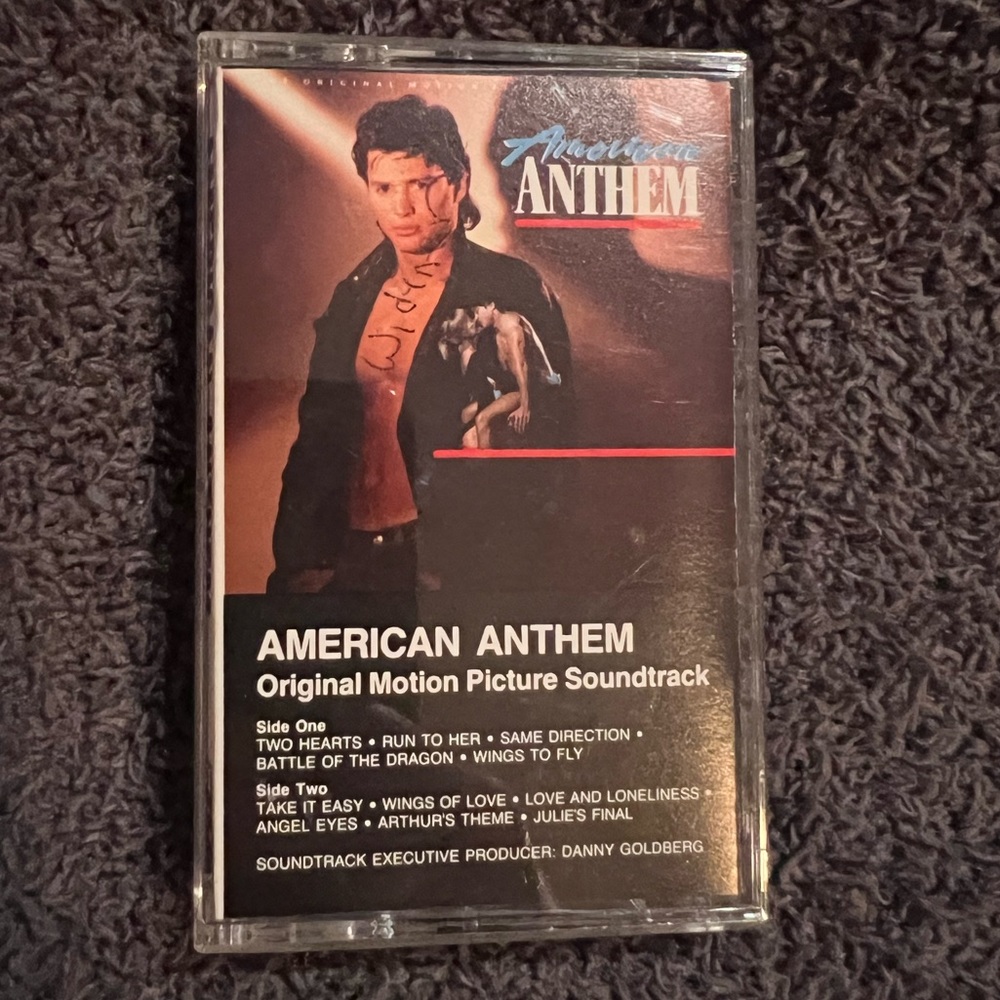 ORIGINAL MOTION
American
ANTHEM
AMERICAN ANTHEM
Original Motion Picture Soundtrack
Side One
TWO HEARTS • RUN TO HER • SAME DIRECTION •
BATTLE OF THE DRAGON • WINGS TO FLY
Side Two
TAKE IT EASY • WINGS OF LOVE • LOVE AND LONELINESS •
ANGEL EYES • ARTHUR'S THEME • JULIE'S FINAL
SOUNDTRACK EXECUTIVE PRODUCER: DANNY GOLDBERG